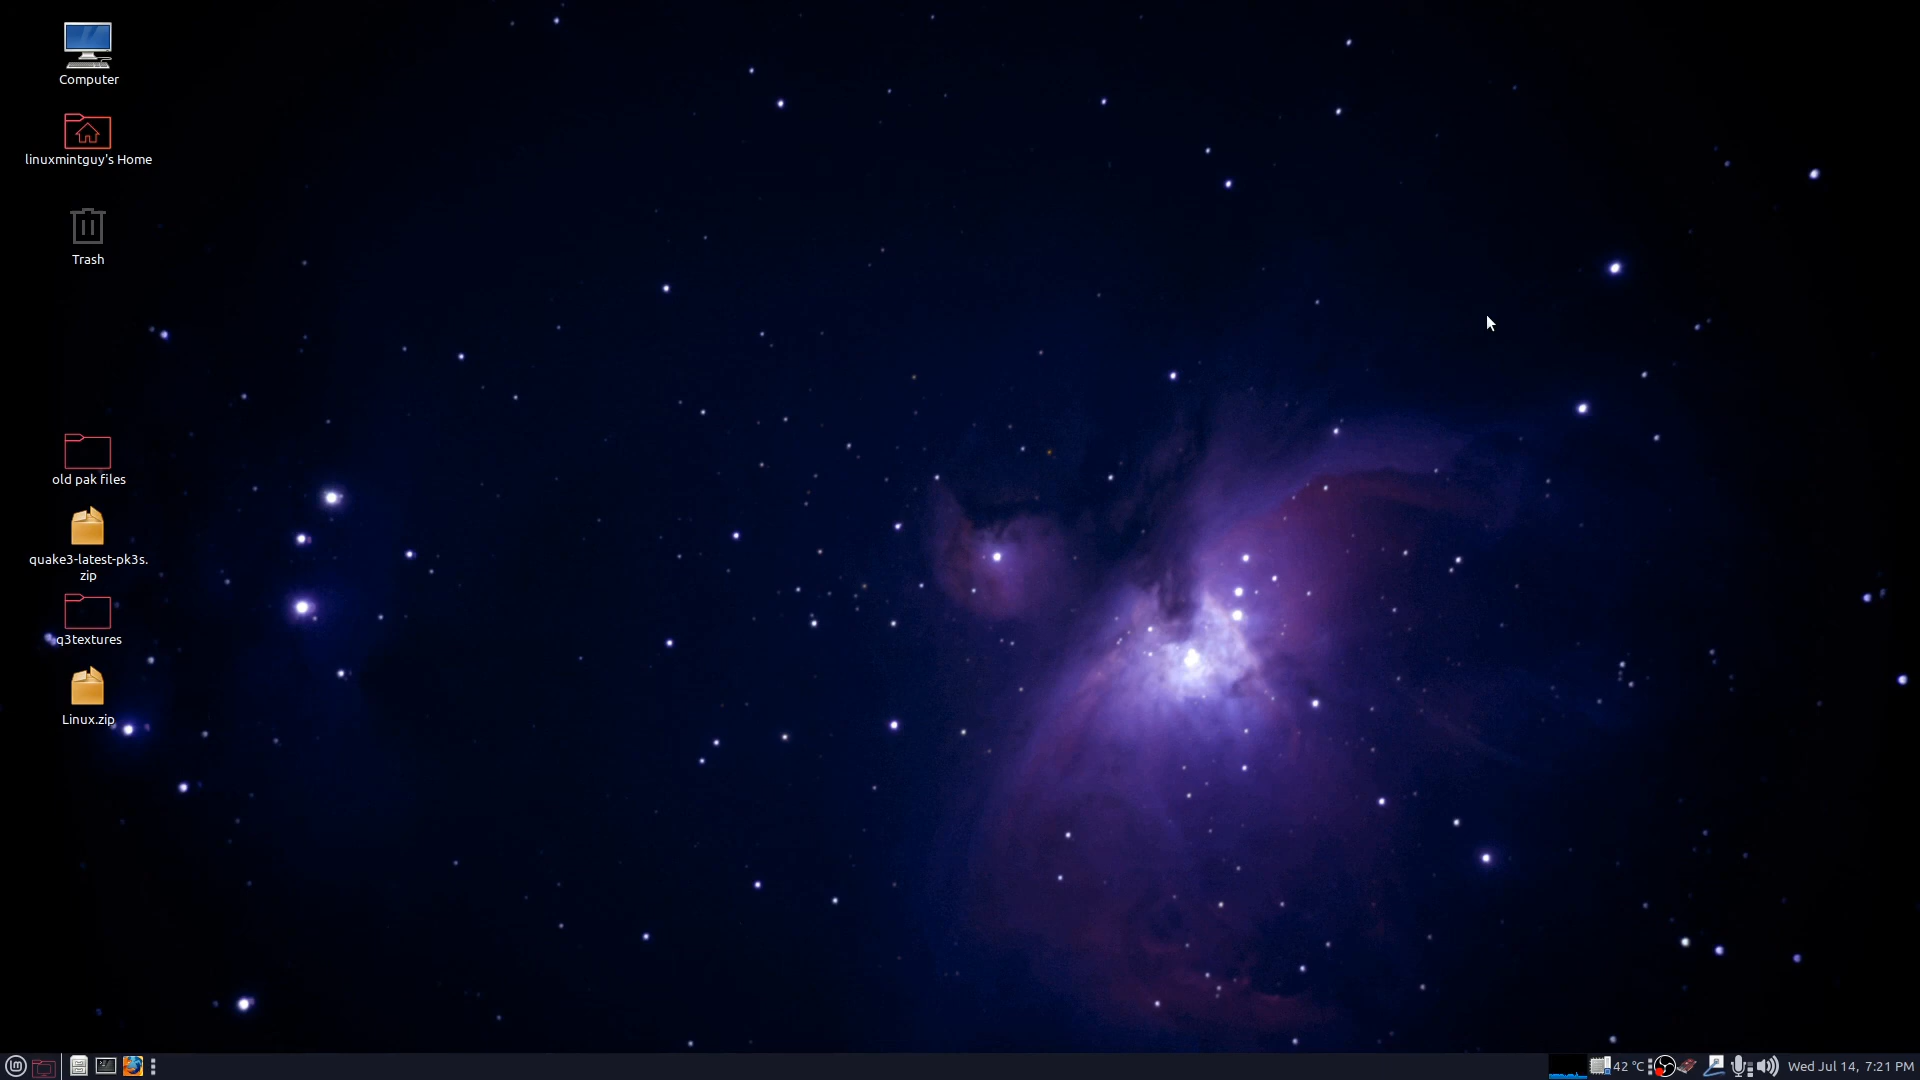 Computer
linuxmintguy's Home
Trash
old pak files
quake3-latest-pk3s.
zip
q3textures
Linux.zip
42 °C
Wed Jul 14, 7:21 PM